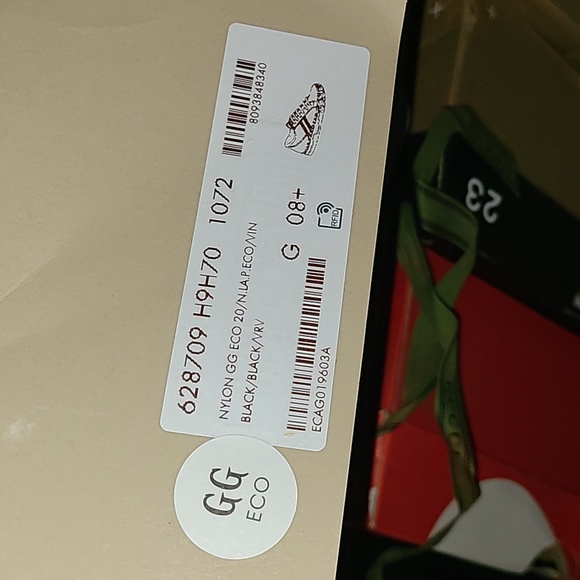 8093848340
628709 H9H70 1072
NYLON GG ECO 20/N.LA.P.ECO/VIN
BLACK/BLACK/VRV
G 08+
RFID
ECAG019603A
GG
ECO
23